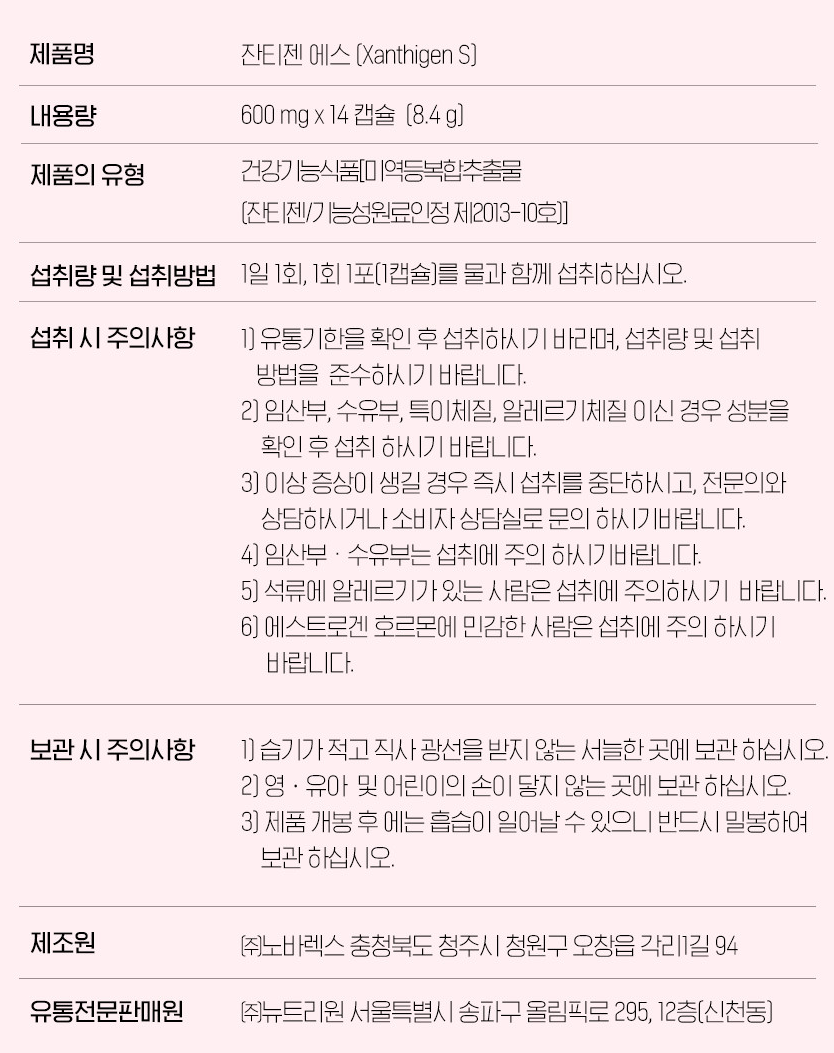 제품명 잔티젠 에스 (Xanthigen S)
내용량 600 mg x 14 캡슐 (8.4 g)
제품의 유형 건강기능식품[미역등복합추출물
(잔티젠/기능성원료인정 제2013-10호)]
섭취량 및 섭취방법 1일 1회, 1회 1포(1캡슐)를 물과 함께 섭취하십시오.
섭취 시 주의사항 1) 유통기한을 확인 후 섭취하시기 바라며, 섭취량 및 섭취
방법을 준수하시기 바랍니다.
2) 임산부, 수유부, 특이체질, 알레르기체질 이신 경우 성분을
확인 후 섭취 하시기 바랍니다.
3) 이상 증상이 생길 경우 즉시 섭취를 중단하시고, 전문의와
상담하시거나 소비자 상담실로 문의 하시기바랍니다.
4) 임산부 · 수유부는 섭취에 주의 하시기바랍니다.
5) 석류에 알레르기가 있는 사람은 섭취에 주의하시기 바랍니다.
6) 에스트로겐 호르몬에 민감한 사람은 섭취에 주의 하시기
바랍니다.
보관 시 주의사항 1) 습기가 적고 직사 광선을 받지 않는 서늘한 곳에 보관 하십시오.
2) 영 · 유아 및 어린이의 손이 닿지 않는 곳에 보관 하십시오.
3) 제품 개봉 후 에는 흡습이 일어날 수 있으니 반드시 밀봉하여
보관 하십시오.
제조원 ㈜노바렉스 충청북도 청주시 청원구 오창읍 각리1길 94
유통전문판매원 ㈜뉴트리원 서울특별시 송파구 올림픽로 295, 12층(신천동)